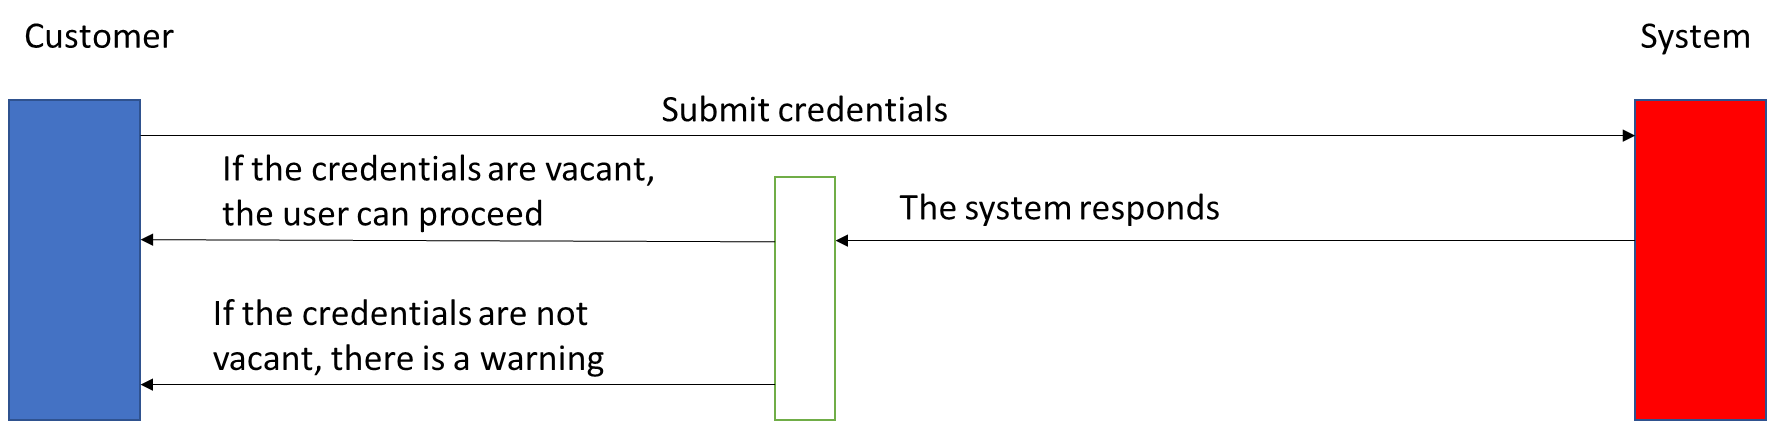 Customer
System
Submit credentials
If the credentials are vacant,
the user can proceed
The system responds
If the credentials are not
vacant, there is a warning